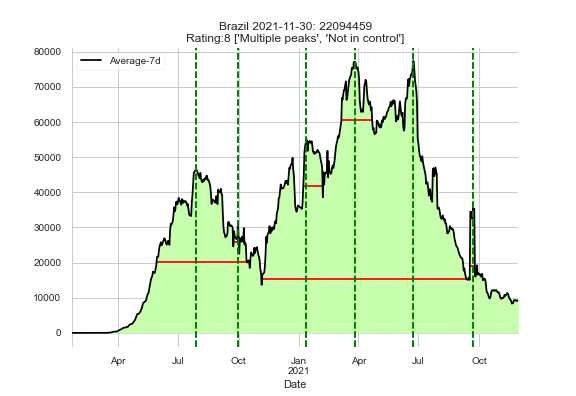 Brazil 2021-11-30: 22094459
Rating:8 ['Multiple peaks', 'Not in control']
Average-7d
80000
70000
60000
50000
40000
30000
20000
10000
0
Apr Jul Oct Jan Apr Jul Oct
2021
Date